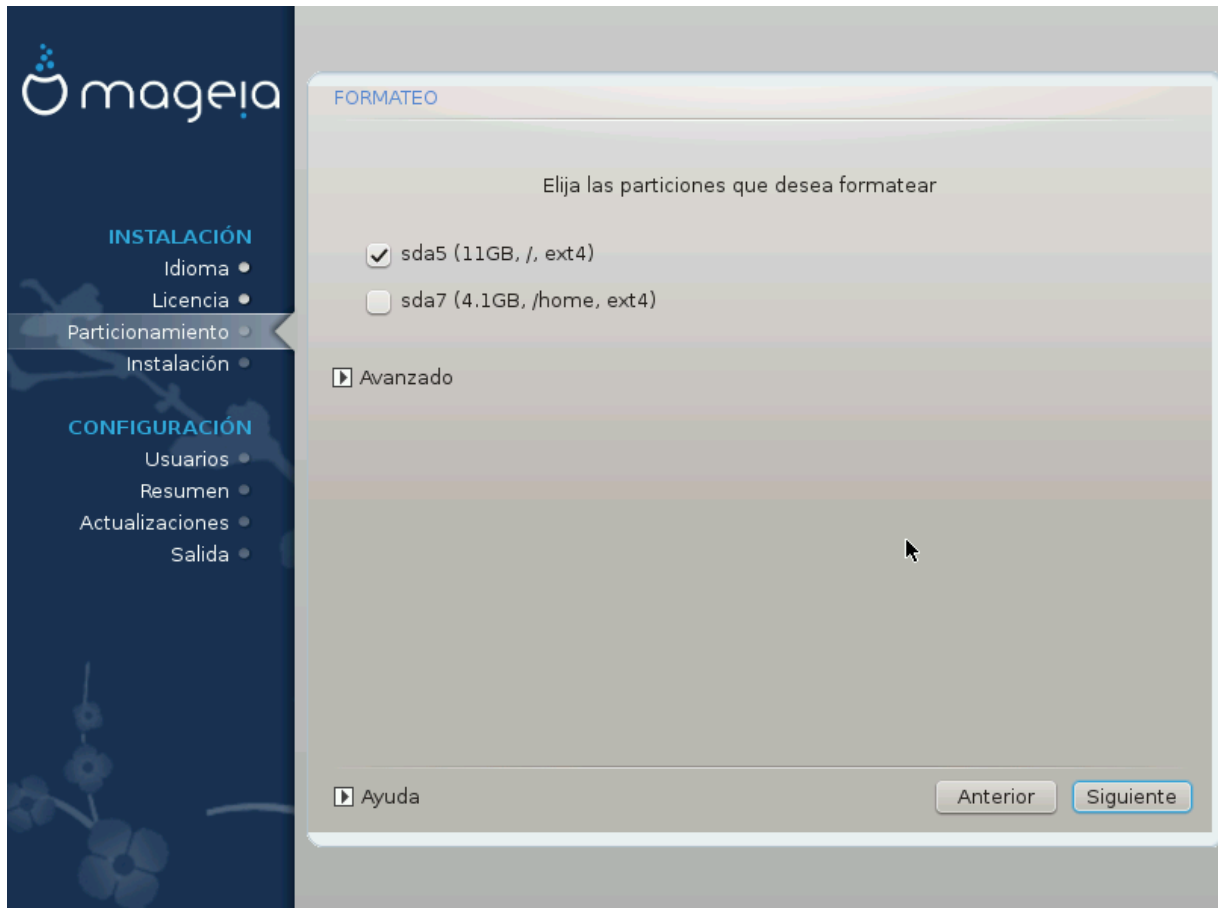 mageia
INSTALACIÓN
Idioma
Licencia
Particionamiento
Instalación
CONFIGURACIÓN
Usuarios
Resumen
Actualizaciones
Salida
FORMATEO
Elija las particiones que desea formatear
sda5 (11GB, /, ext4)
sda7 (4.1GB, /home, ext4)
Avanzado
Ayuda
Anterior
Siguiente